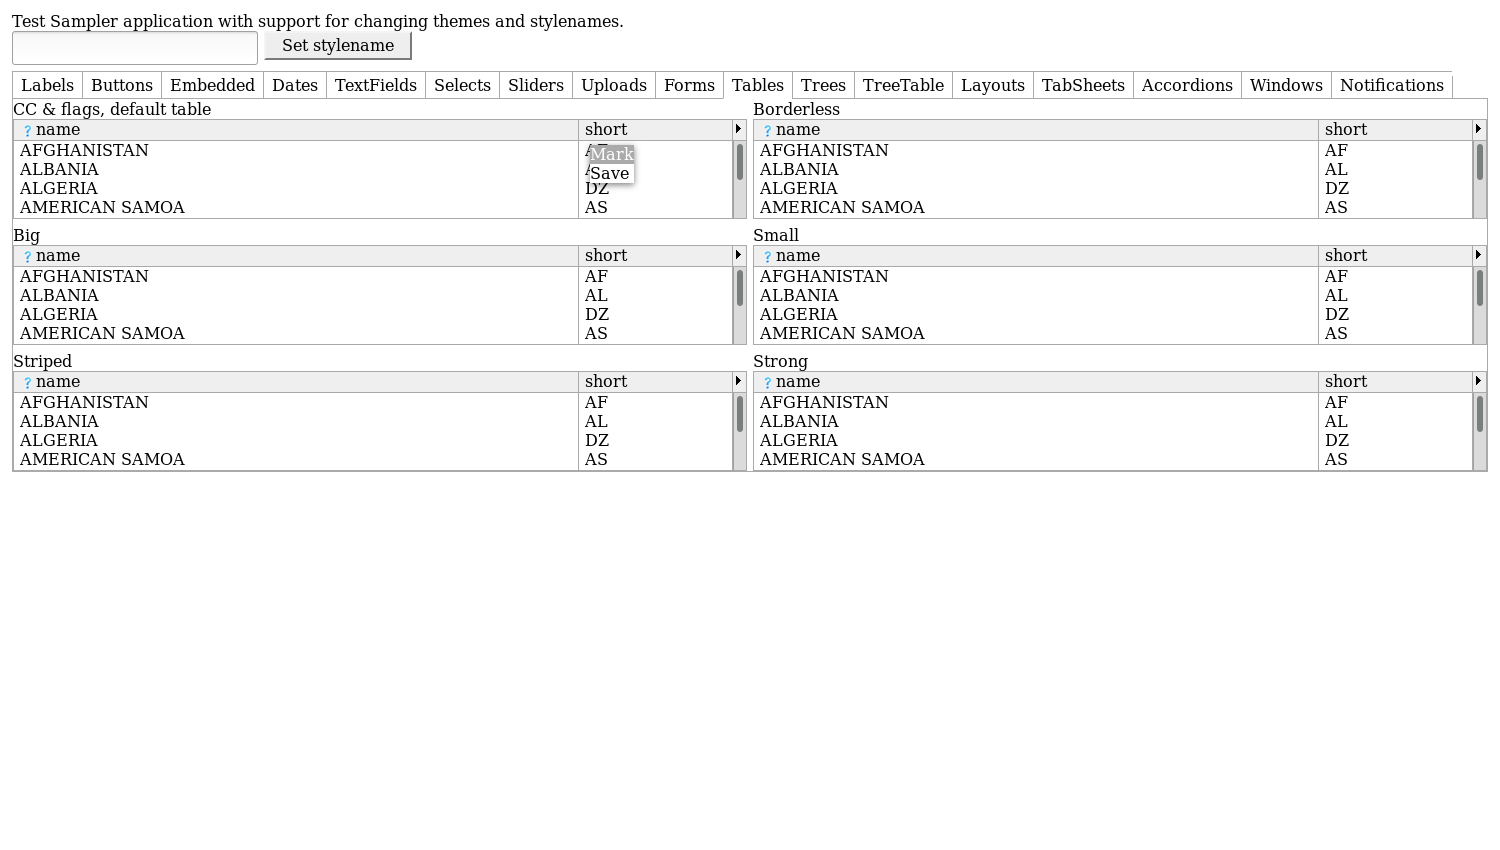 Test Sampler application with support for changing themes and stylenames.
Set stylename
Labels Buttons Embedded Dates TextFields Selects Sliders Uploads Forms Tables Trees TreeTable Layouts TabSheets Accordions Windows Notifications
CC & flags, default table
? name short
AFGHANISTAN
ALBANIA
ALGERIA DZ
AMERICAN SAMOA AS
Mark
Save
Borderless
? name short
AFGHANISTAN AF
ALBANIA AL
ALGERIA DZ
AMERICAN SAMOA AS
Big
? name short
AFGHANISTAN AF
ALBANIA AL
ALGERIA DZ
AMERICAN SAMOA AS
Small
? name short
AFGHANISTAN AF
ALBANIA AL
ALGERIA DZ
AMERICAN SAMOA AS
Striped
? name short
AFGHANISTAN AF
ALBANIA AL
ALGERIA DZ
AMERICAN SAMOA AS
Strong
? name short
AFGHANISTAN AF
ALBANIA AL
ALGERIA DZ
AMERICAN SAMOA AS